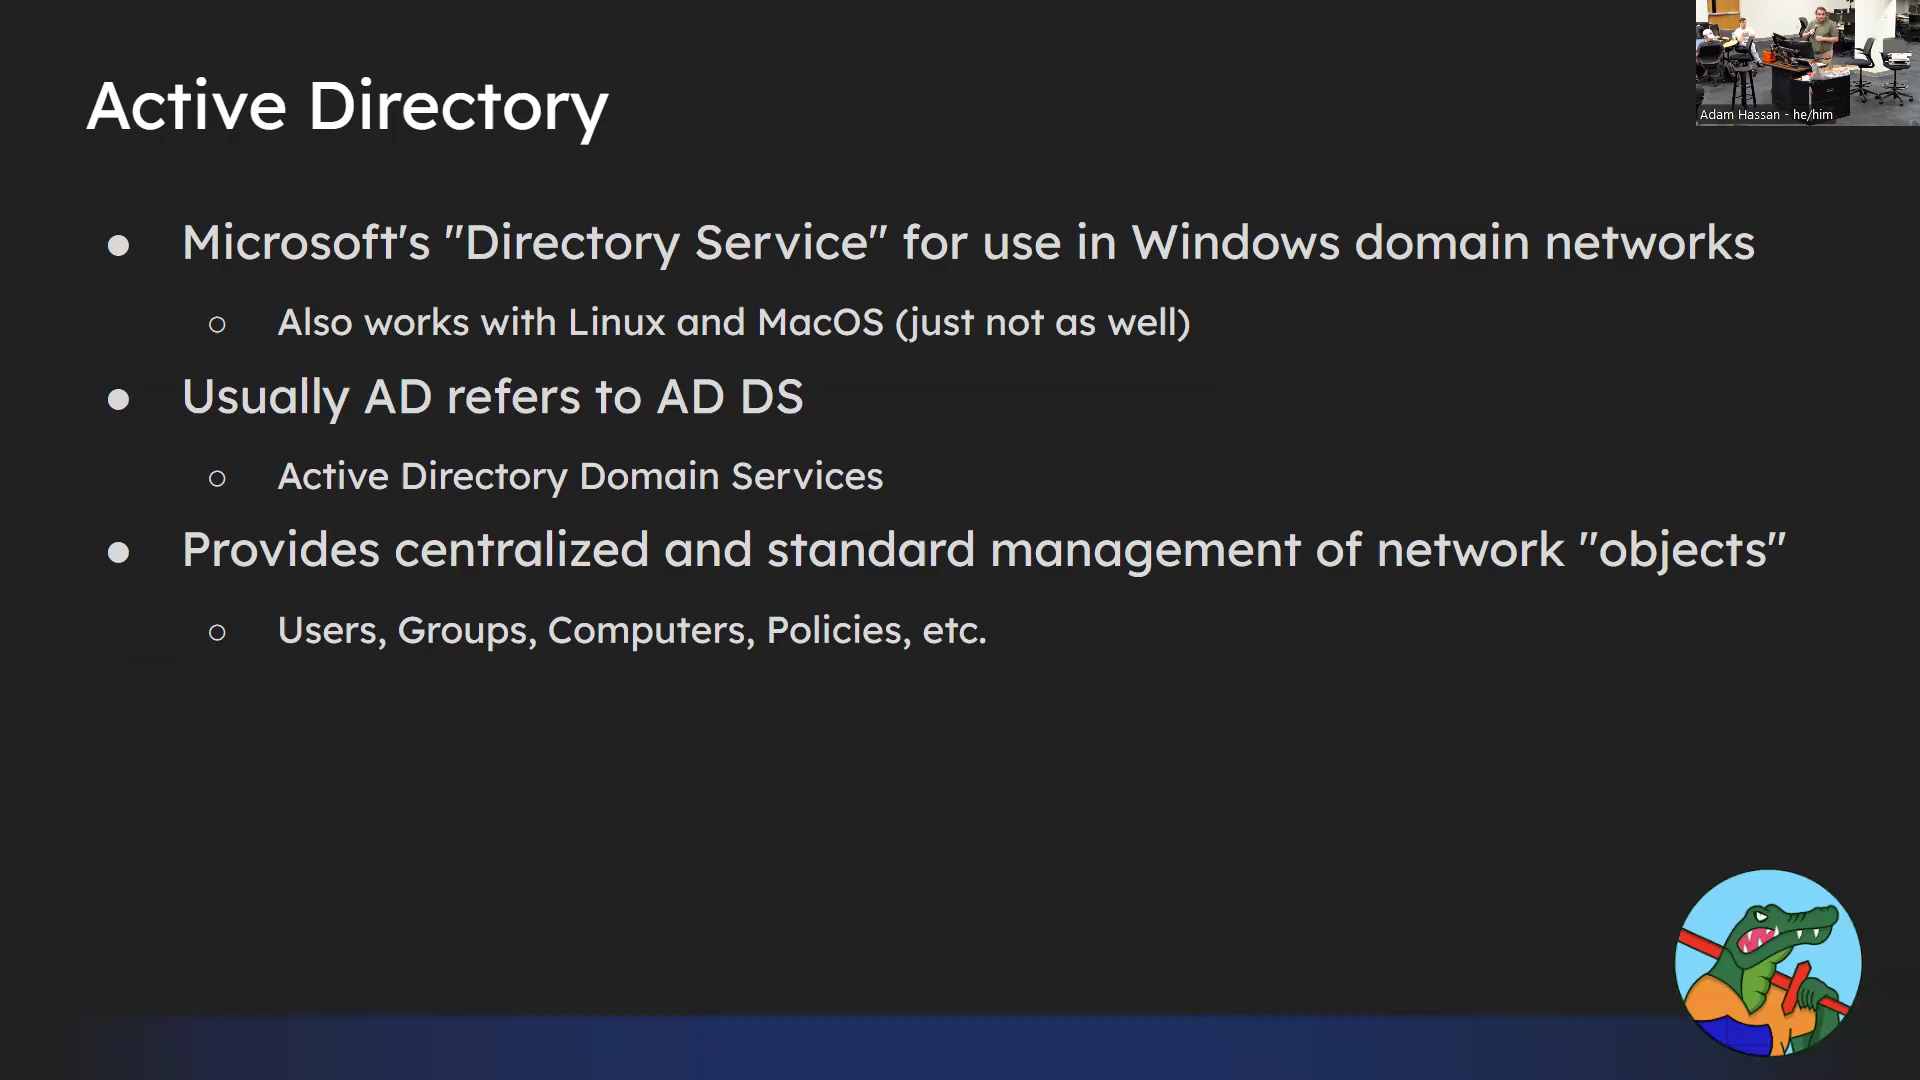 Active Directory
Adam Hassan - he/him
● Microsoft's "Directory Service" for use in Windows domain networks
○ Also works with Linux and MacOS (just not as well)
● Usually AD refers to AD DS
○ Active Directory Domain Services
● Provides centralized and standard management of network "objects"
○ Users, Groups, Computers, Policies, etc.